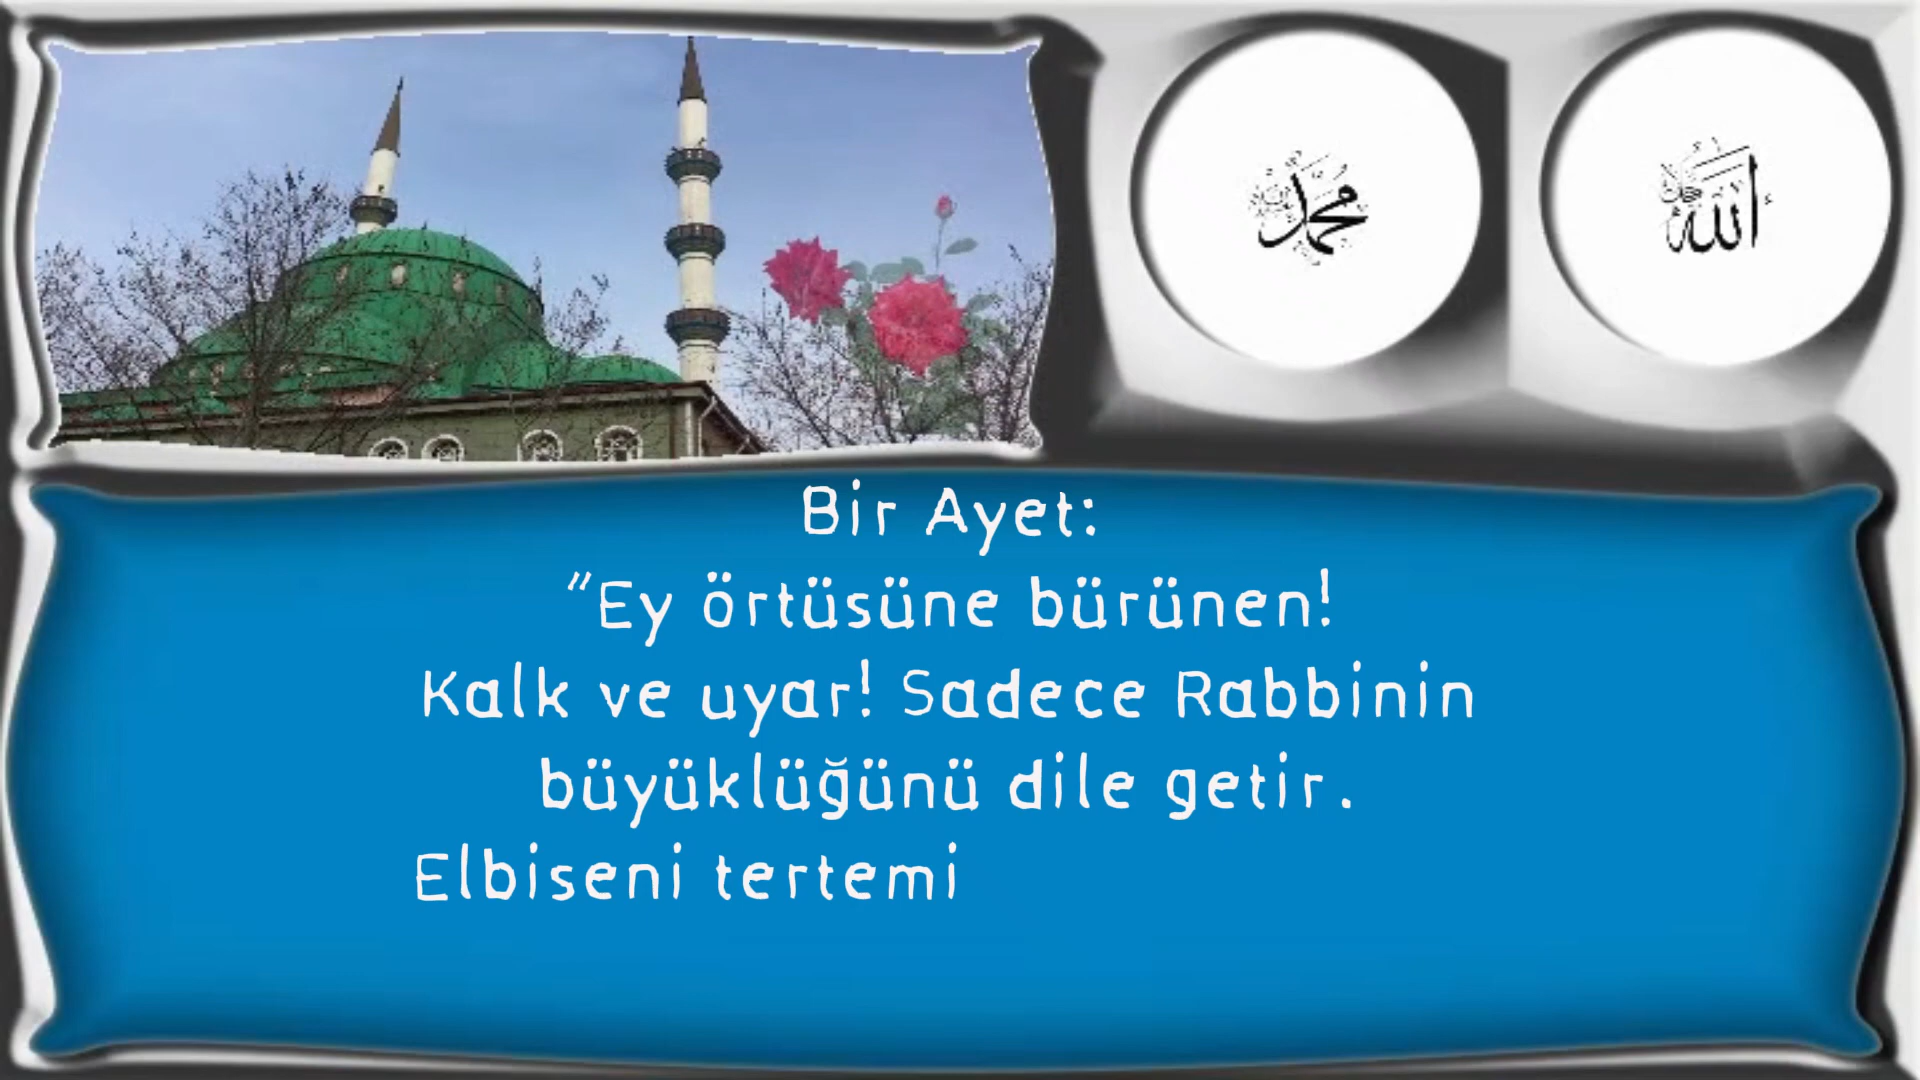 محمد
الله
Bir Ayet:
“Ey örtüsüne bürünen!
Kalk ve uyar! Sadece Rabbinin
büyüklüğünü dile getir.
Elbiseni tertemi